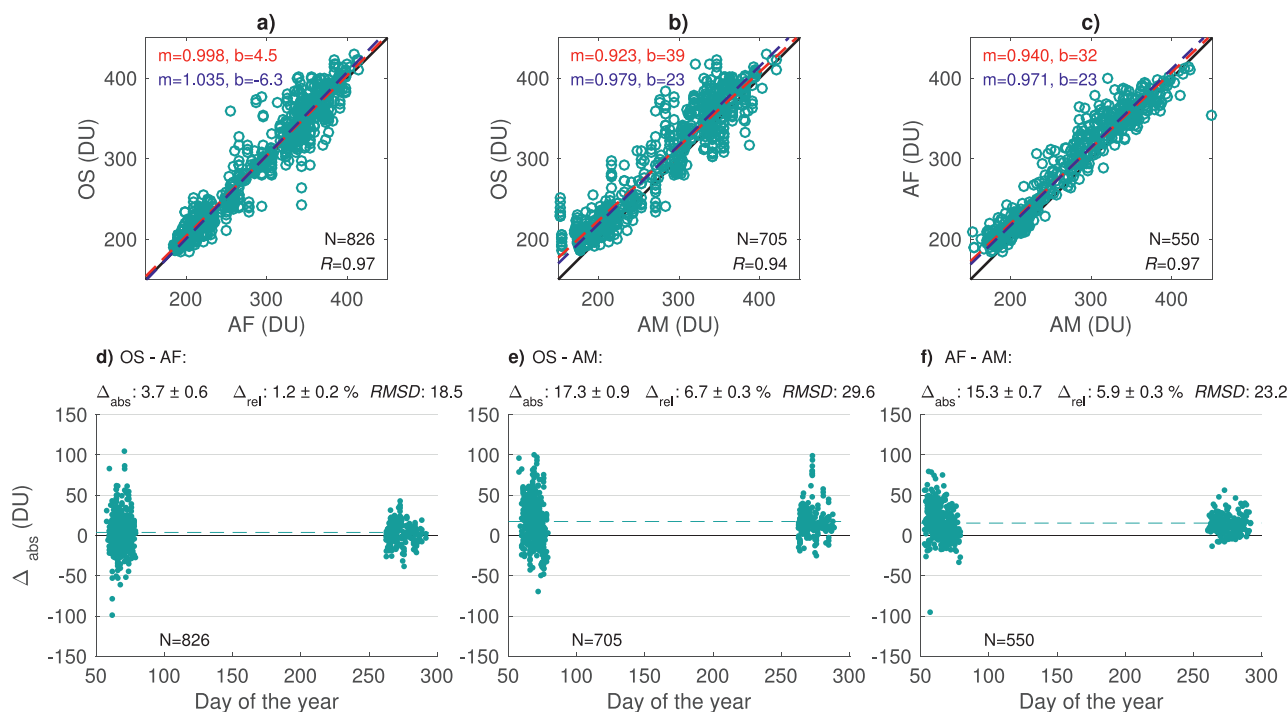 a)
m=0.998, b=4.5
m=1.035, b=-6.3
N=826
R=0.97
400
300
200
OS (DU)
200 300 400
AF (DU)
b)
m=0.923, b=39
m=0.979, b=23
N=705
R=0.94
400
300
200
OS (DU)
200 300 400
AM (DU)
c)
m=0.940, b=32
m=0.971, b=23
N=550
R=0.97
400
300
200
AF (DU)
200 300 400
AM (DU)
d) OS - AF:
Δabs: 3.7 ± 0.6 Δrel: 1.2 ± 0.2 % RMSD: 18.5
150
100
50
0
-50
-100
-150
Δ abs (DU)
N=826
50 100 150 200 250 300
Day of the year
e) OS - AM:
Δabs: 17.3 ± 0.9 Δrel: 6.7 ± 0.3 % RMSD: 29.6
150
100
50
0
-50
-100
-150
N=705
50 100 150 200 250 300
Day of the year
f) AF - AM:
Δabs: 15.3 ± 0.7 Δrel: 5.9 ± 0.3 % RMSD: 23.2
150
100
50
0
-50
-100
-150
N=550
50 100 150 200 250 300
Day of the year